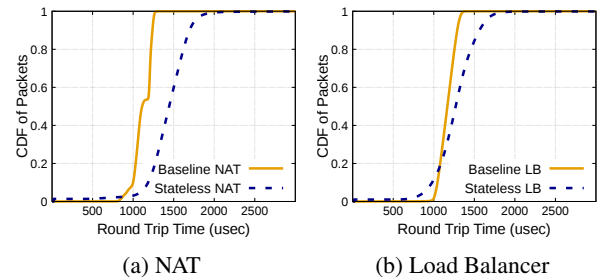 CDF of Packets
1
0.8
0.6
0.4
0.2
0
Baseline NAT
Stateless NAT
500 1000 1500 2000 2500
Round Trip Time (usec)
(a) NAT
CDF of Packets
1
0.8
0.6
0.4
0.2
0
Baseline LB
Stateless LB
500 1000 1500 2000 2500
Round Trip Time (usec)
(b) Load Balancer